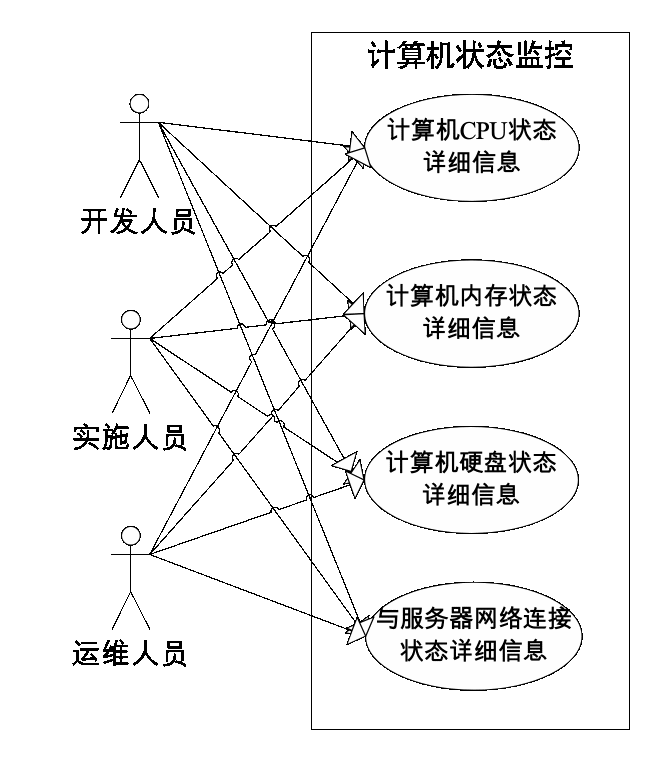 计算机状态监控
计算机CPU状态
详细信息
开发人员
计算机内存状态
详细信息
实施人员
计算机硬盘状态
详细信息
与服务器网络连接
状态详细信息
运维人员